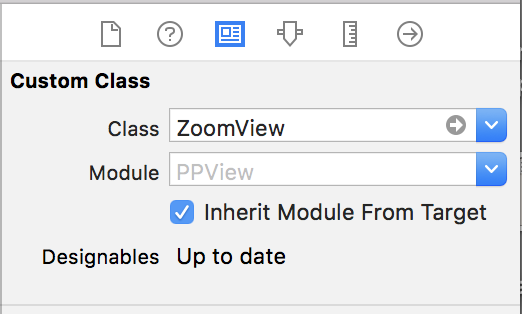 Custom Class
Class ZoomView
Module PPView
Inherit Module From Target
Designables Up to date